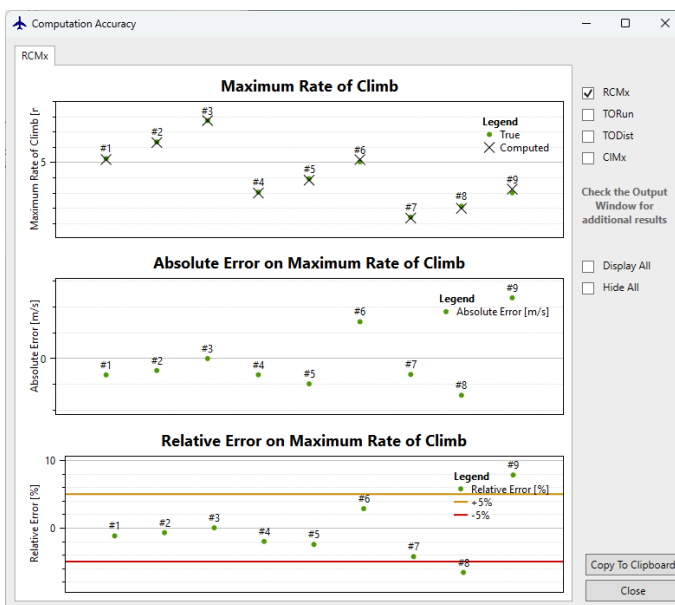 Computation Accuracy
RCMx
Maximum Rate of Climb
Maximum Rate of Climb [r
5
#1
#2
#3
#4
#5
#6
#7
#8
#9
Legend
True
Computed
Absolute Error on Maximum Rate of Climb
Absolute Error [m/s]
0
#1
#2
#3
#4
#5
#6
#7
#8
#9
Legend
Absolute Error [m/s]
Relative Error on Maximum Rate of Climb
Relative Error [%]
10
0
#1
#2
#3
#4
#5
#6
#7
#8
#9
Legend
Relative Error [%]
+5%
-5%
RCMx
TORun
TODist
ClMx
Check the Output
Window for
additional results
Display All
Hide All
Copy To Clipboard
Close